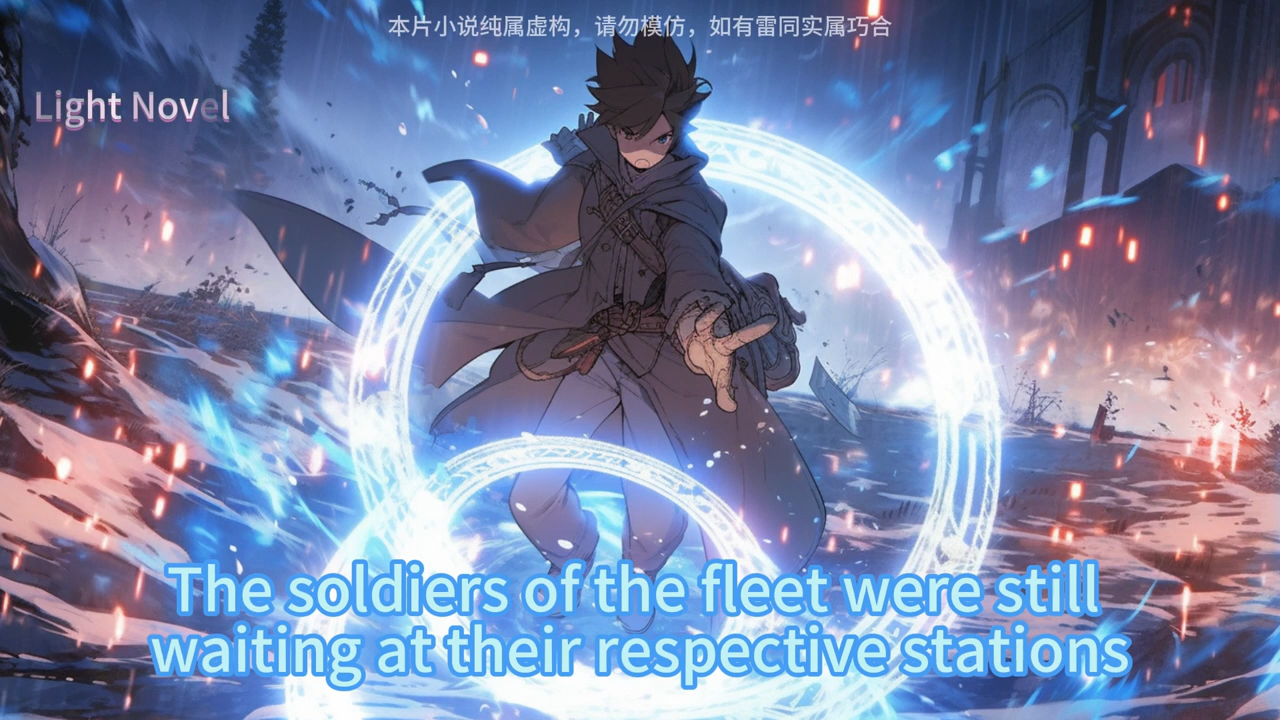 本片小说纯属虚构，请勿模仿，如有雷同实属巧合
Light Novel
The soldiers of the fleet were still
waiting at their respective stations